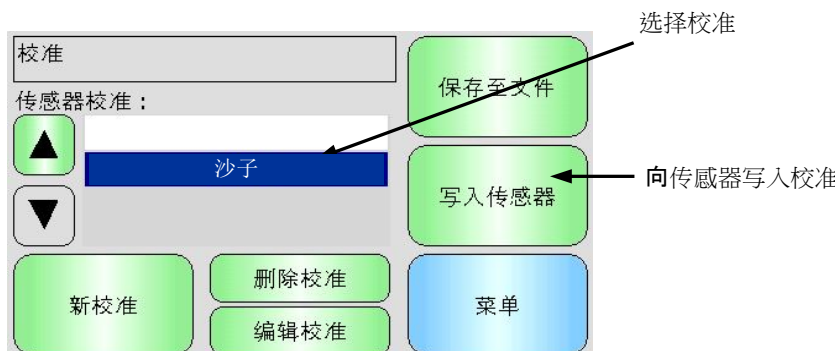 选择校准
校准
保存至文件
传感器校准：
沙子
写入传感器
向传感器写入校准
新校准
删除校准
编辑校准
菜单